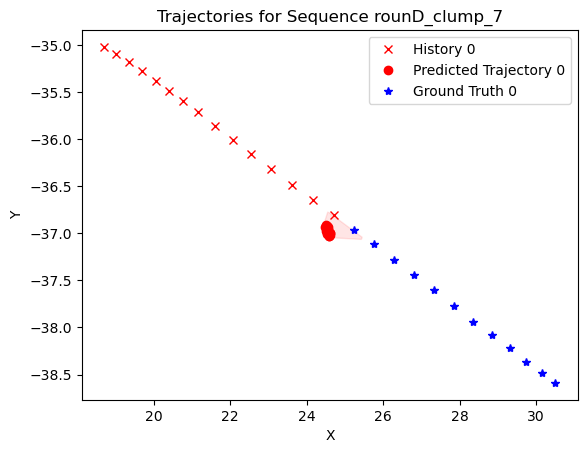 Trajectories for Sequence rounD_clump_7
History 0
Predicted Trajectory 0
Ground Truth 0
Y
−35.0
−35.5
−36.0
−36.5
−37.0
−37.5
−38.0
−38.5
20 22 24 26 28 30
X